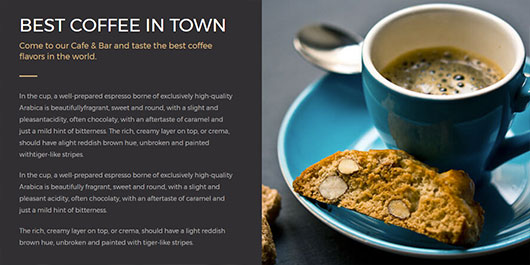 BEST COFFEE IN TOWN
Come to our Cafe & Bar and taste the best coffee
flavors in the world.
In the cup, a well-prepared espresso borne of exclusively high-quality
Arabica is beautifullyfragrant, sweet and round, with a slight and
pleasantacidity, often chocolaty, with an aftertaste of caramel and
just a mild hint of bitterness. The rich, creamy layer on top, or crema,
should have alight reddish brown hue, unbroken and painted
withtiger-like stripes.
In the cup, a well-prepared espresso borne of exclusively high-quality
Arabica is beautifully fragrant, sweet and round, with a slight and
pleasant acidity, often chocolaty, with an aftertaste of caramel and
just a mild hint of bitterness.
The rich, creamy layer on top, or crema, should have a light reddish
brown hue, unbroken and painted with tiger-like stripes.